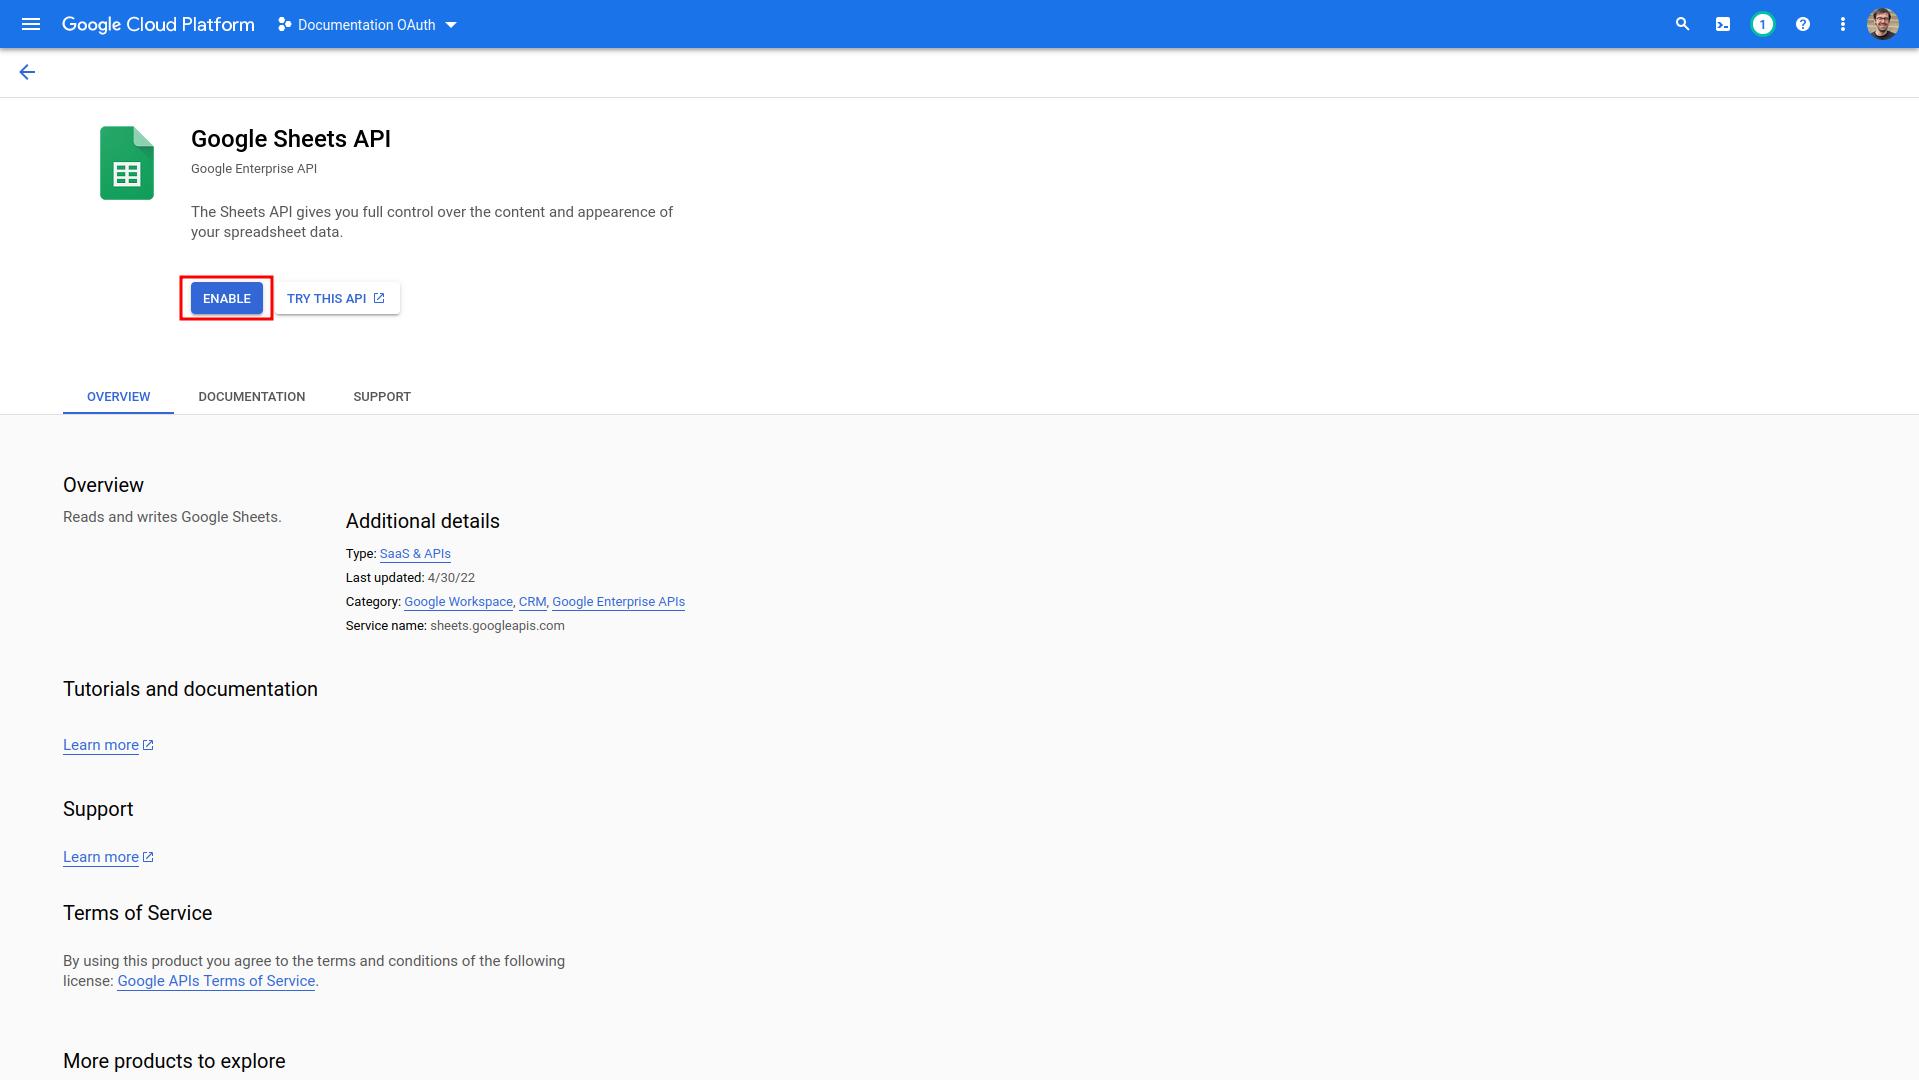 Google Cloud Platform
Documentation OAuth
1
Google Sheets API
Google Enterprise API
The Sheets API gives you full control over the content and appearence of
your spreadsheet data.
ENABLE
TRY THIS API
OVERVIEW
DOCUMENTATION
SUPPORT
Overview
Reads and writes Google Sheets.
Additional details
Type: SaaS & APIs
Last updated: 4/30/22
Category: Google Workspace, CRM, Google Enterprise APIs
Service name: sheets.googleapis.com
Tutorials and documentation
Learn more
Support
Learn more
Terms of Service
By using this product you agree to the terms and conditions of the following
license: Google APIs Terms of Service.
More products to explore